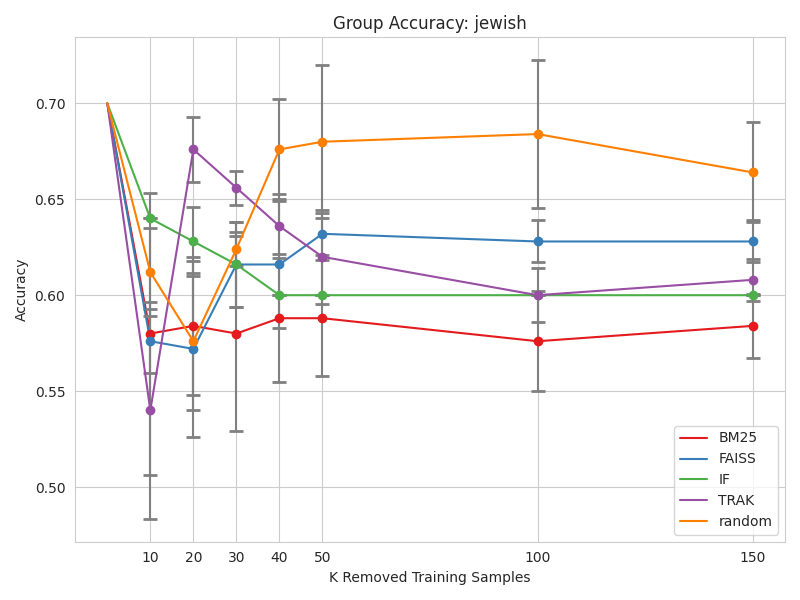 Group Accuracy: jewish
Accuracy
0.70
0.65
0.60
0.55
0.50
10 20 30 40 50 100 150
K Removed Training Samples
BM25
FAISS
IF
TRAK
random